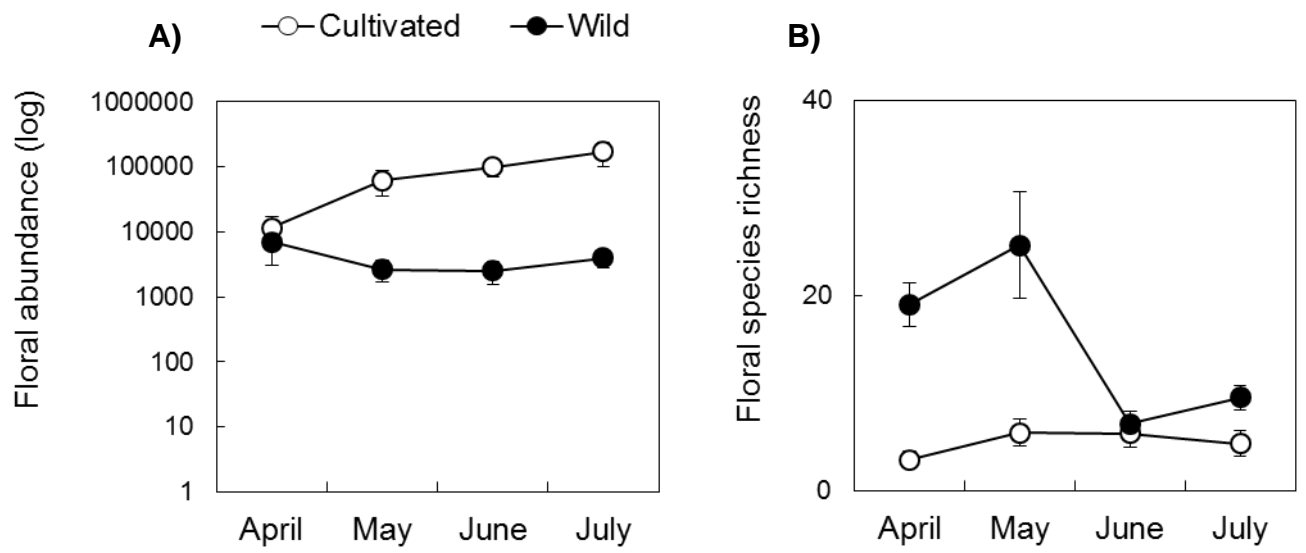 A)
Cultivated
Wild
B)
Floral abundance (log)
1000000
100000
10000
1000
100
10
1
April May June July
Floral species richness
40
20
0
April May June July